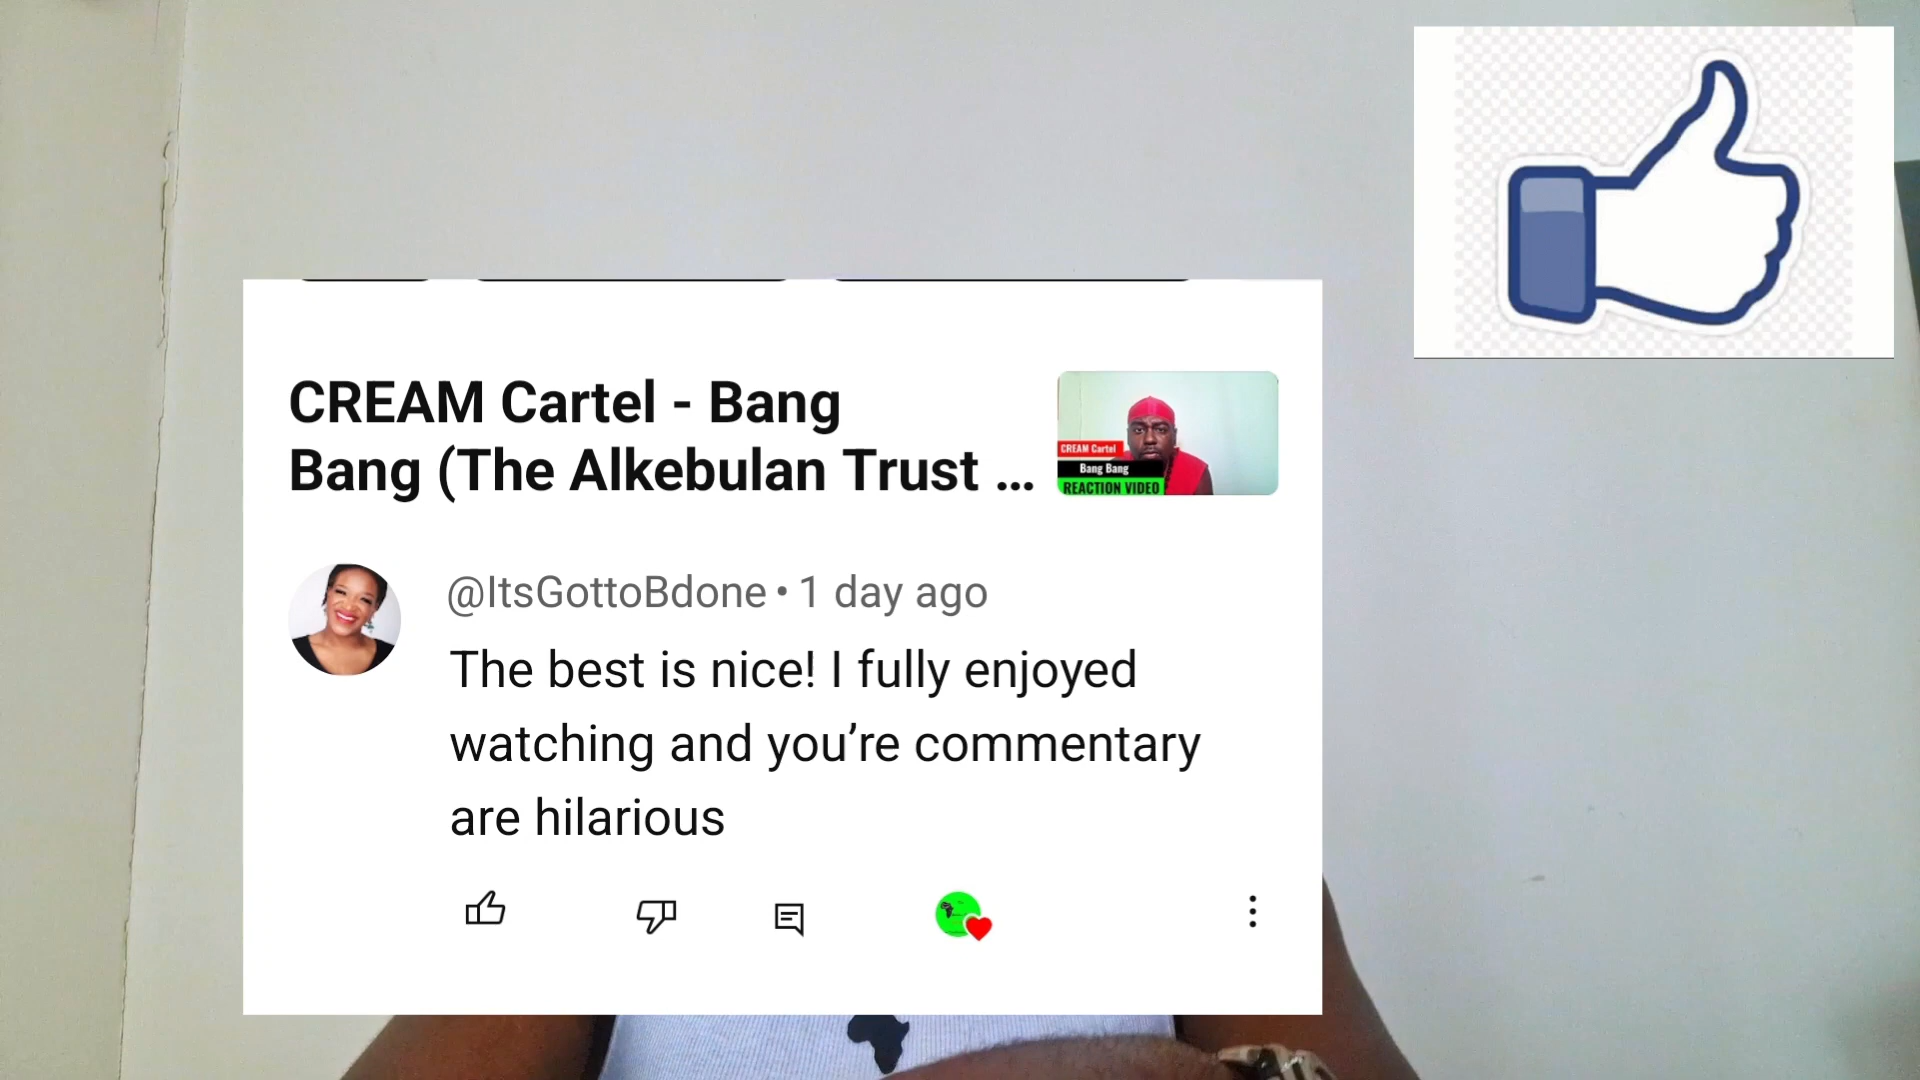 CREAM Cartel - Bang
Bang (The Alkebulan Trust ...
CREAM Cartel
Bang Bang
REACTION VIDEO
@ItsGottoBdone • 1 day ago
The best is nice! I fully enjoyed
watching and you’re commentary
are hilarious